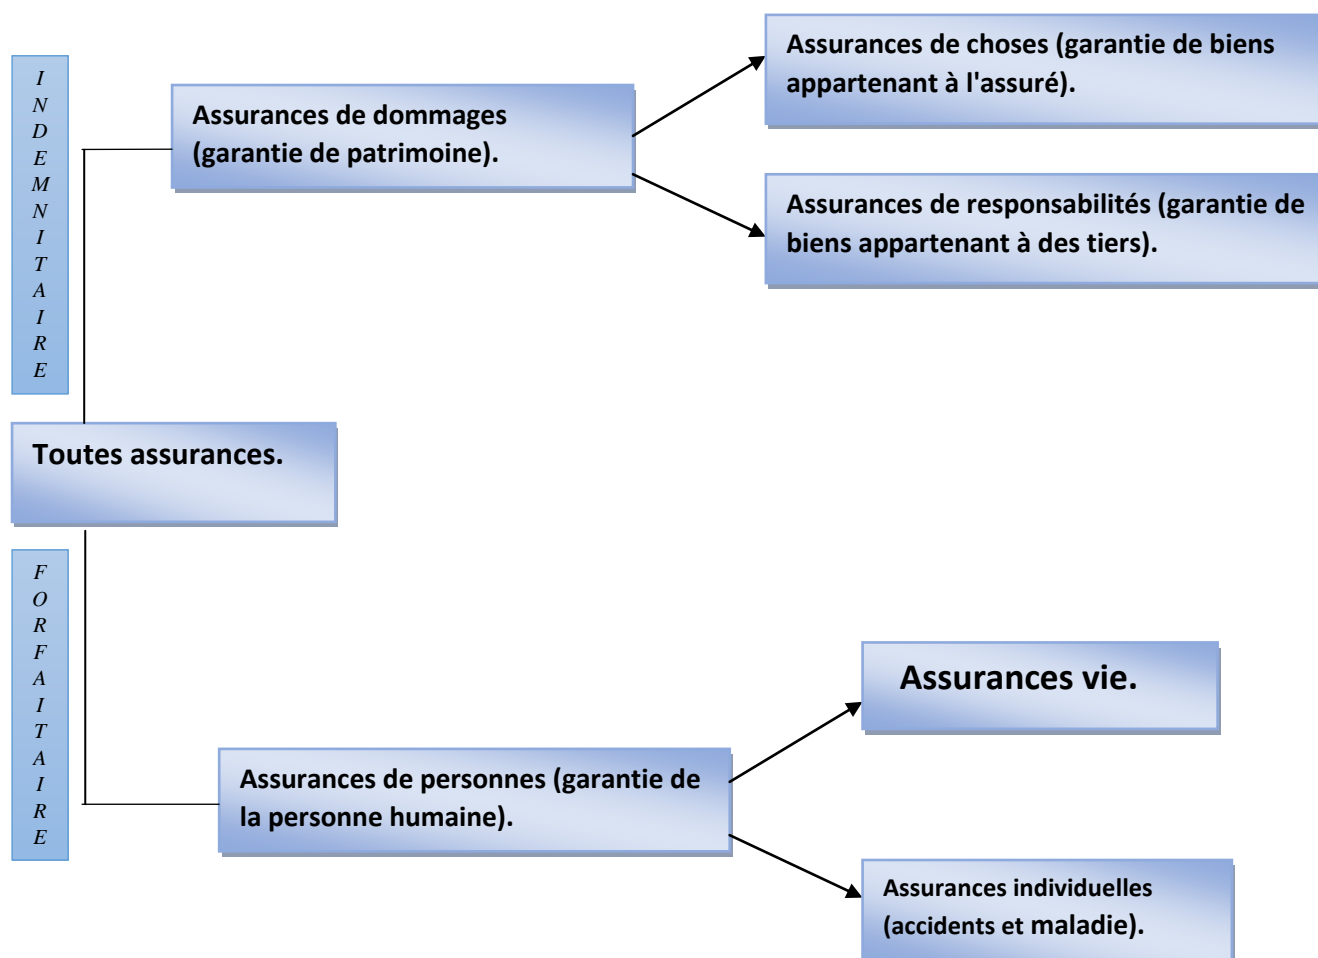 INDEMNITAIRE
Assurances de choses (garantie de biens
appartenant à l'assuré).
Assurances de dommages
(garantie de patrimoine).
Assurances de responsabilités (garantie de
biens appartenant à des tiers).
Toutes assurances.
FORFAITAIRE
Assurances vie.
Assurances de personnes (garantie de
la personne humaine).
Assurances individuelles
(accidents et maladie).